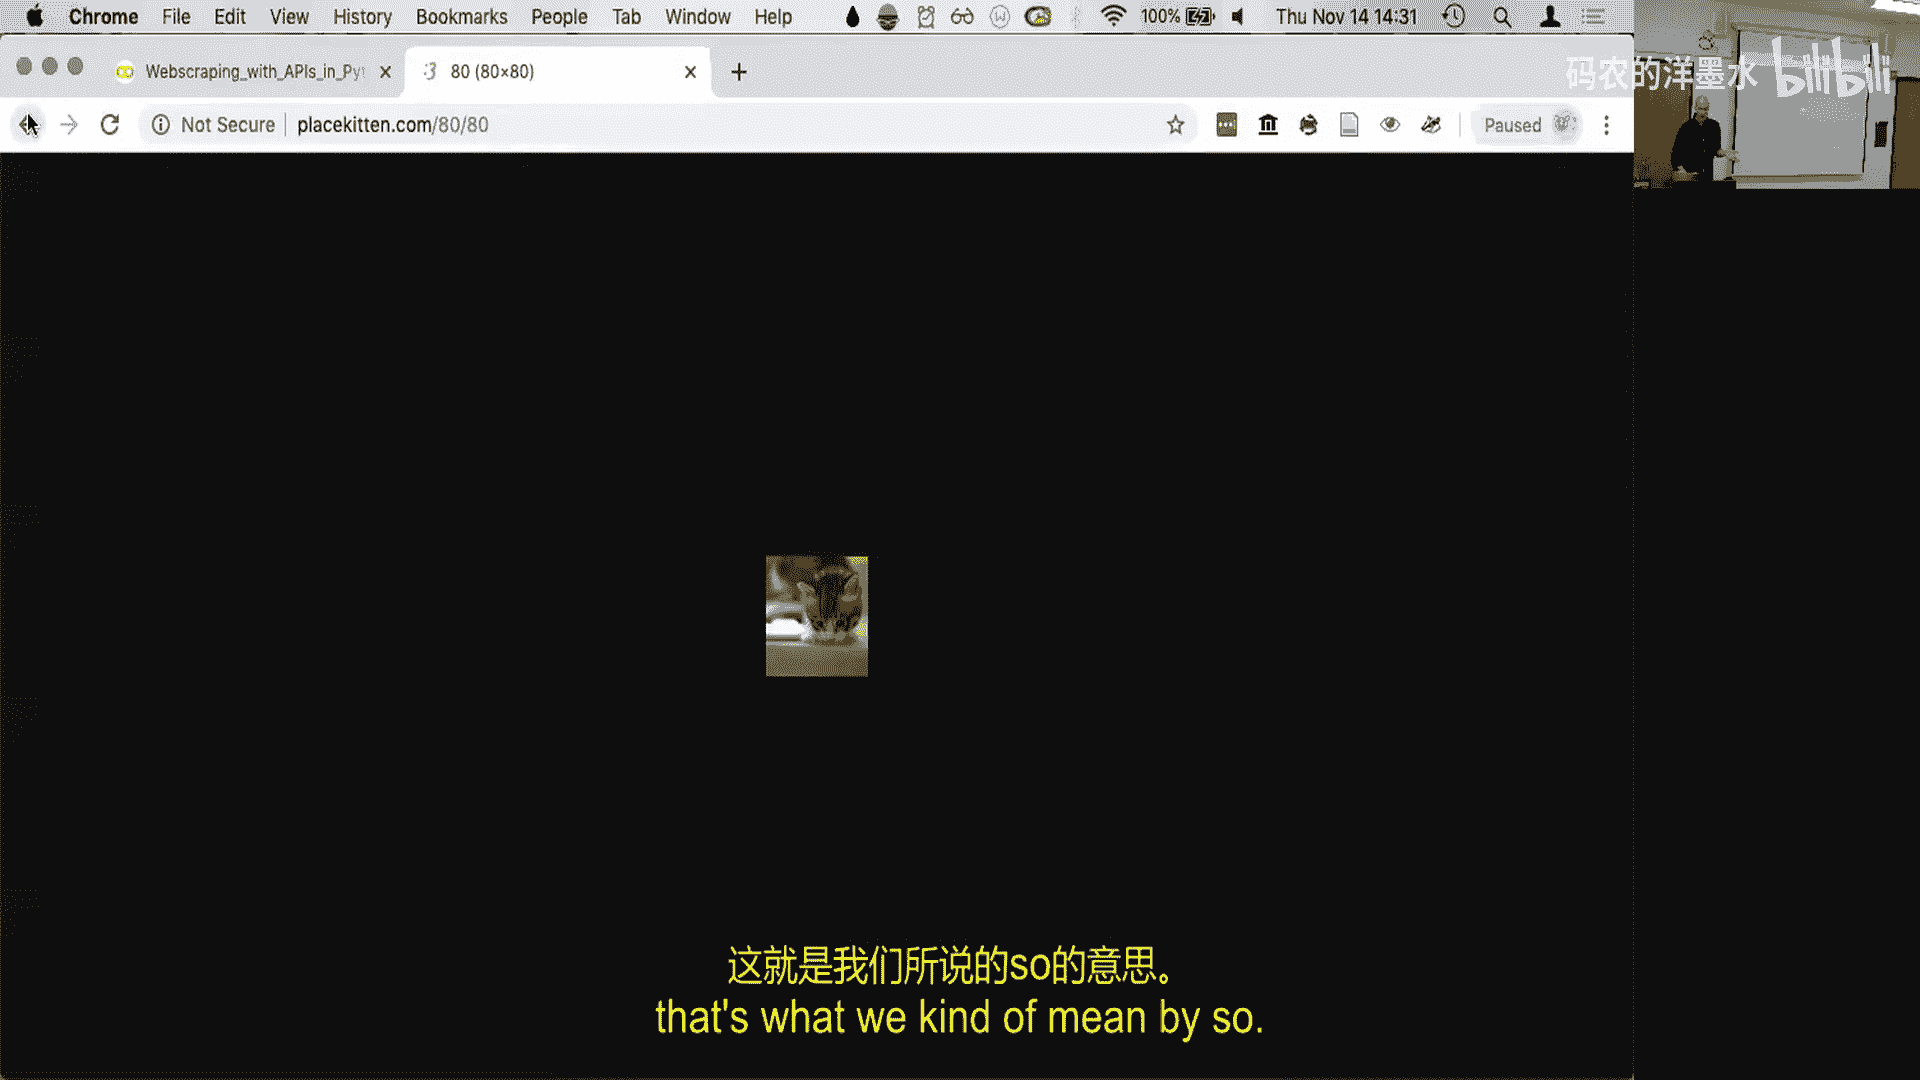 Chrome File Edit View History Bookmarks People Tab Window Help 100% Thu Nov 14 14:31
Webscraping_with_APIs_in_Pyt
80 (80×80)
码农的洋墨水 bilibili
Not Secure placekitten.com/80/80 Paused
这就是我们所说的so的意思。
that's what we kind of mean by so.